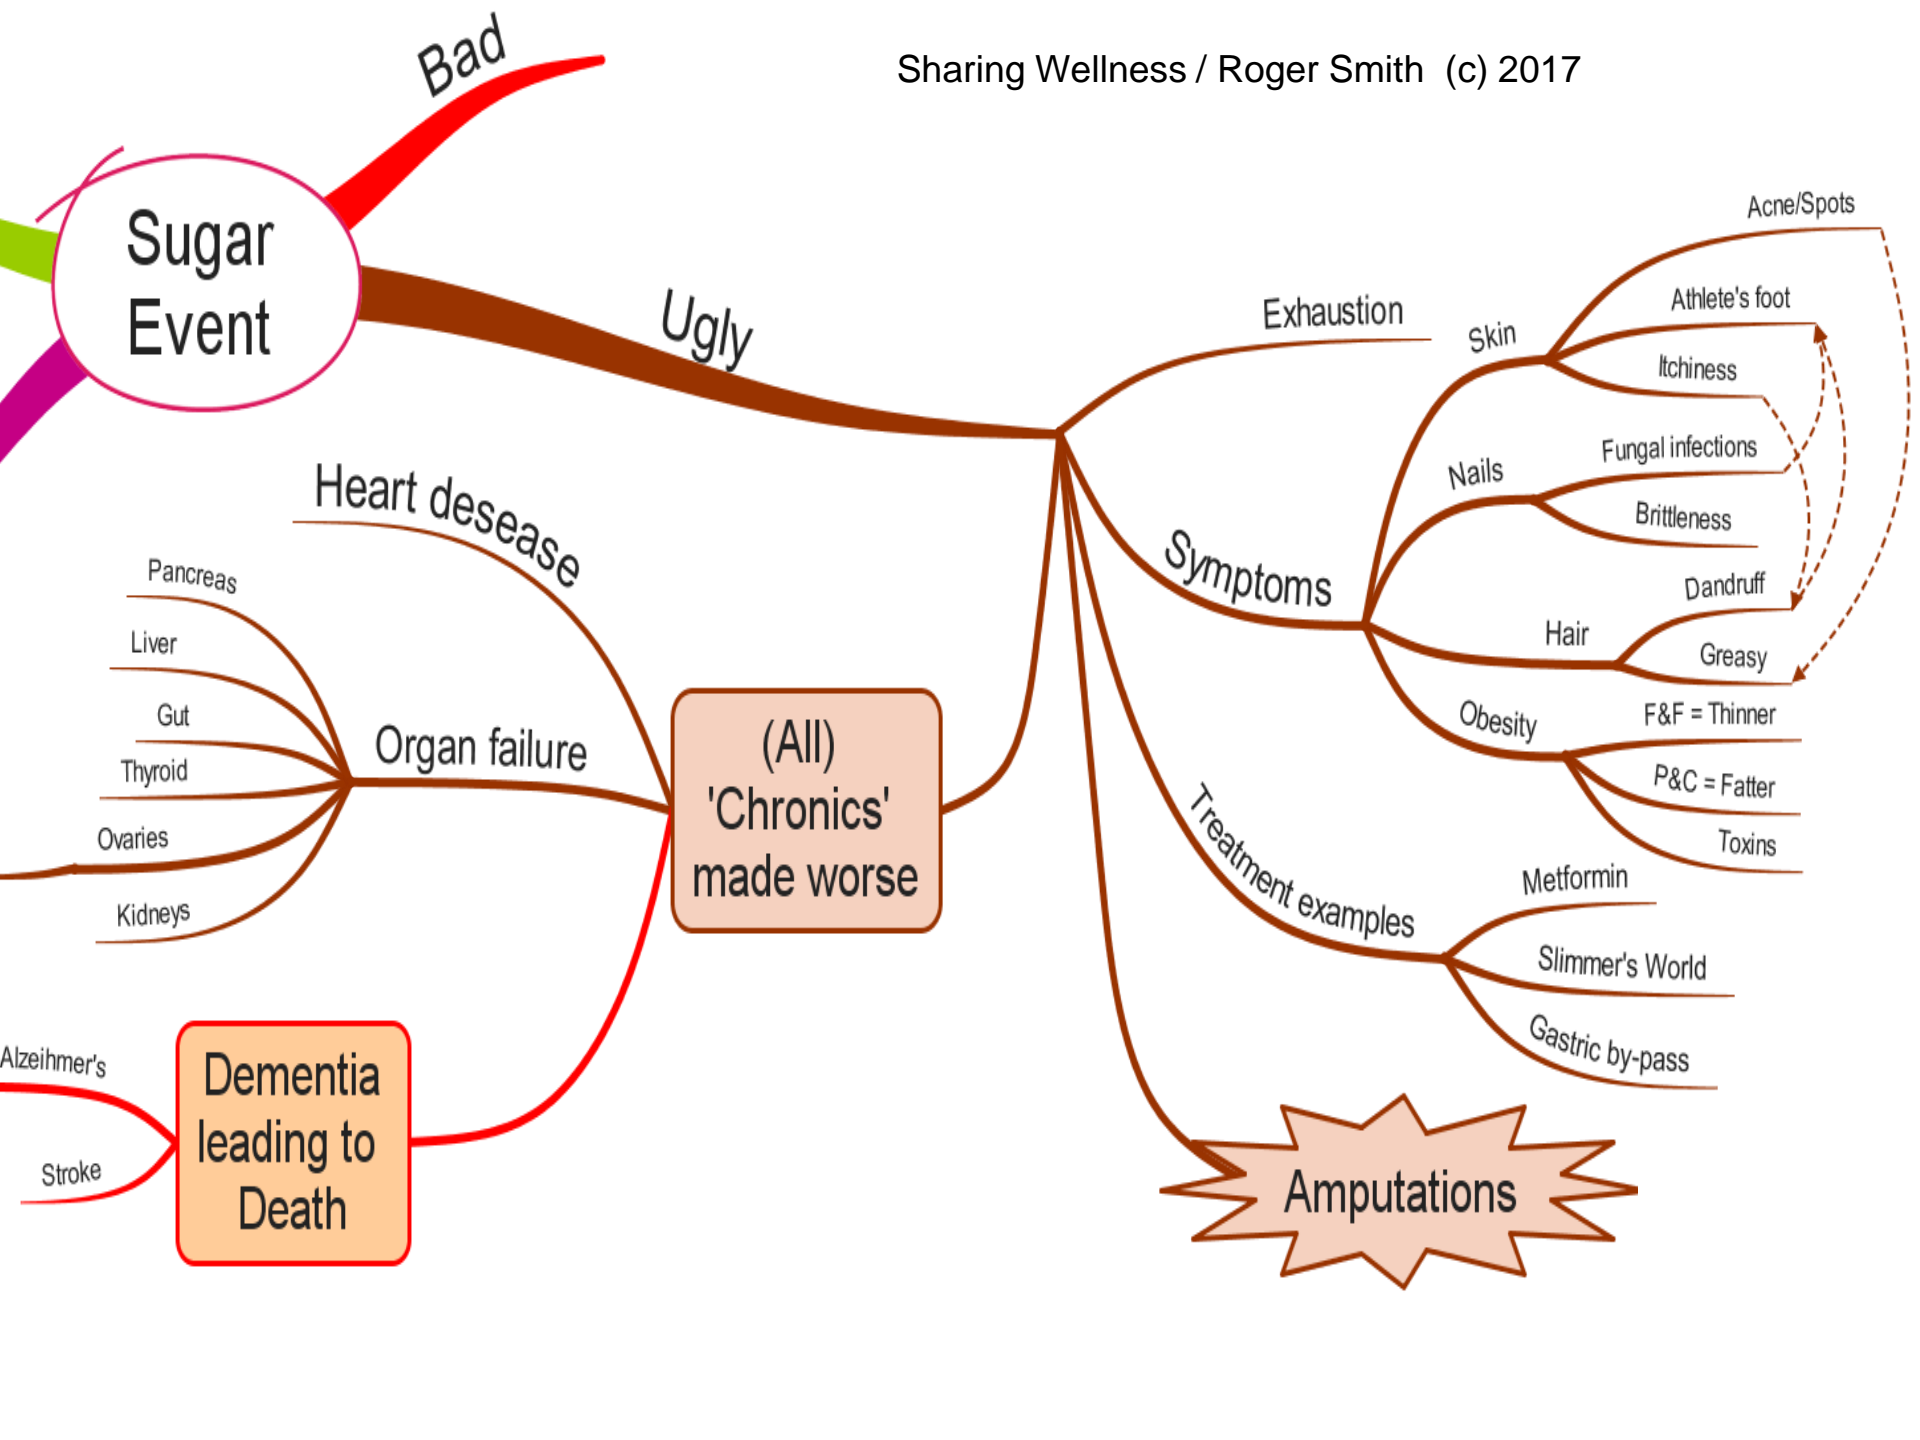 Bad
Sharing Wellness / Roger Smith (c) 2017
Sugar
Event
Ugly
Exhaustion
Symptoms
Skin
Acne/Spots
Athlete's foot
Itchiness
Nails
Fungal infections
Brittleness
Hair
Dandruff
Greasy
Obesity
F&F = Thinner
P&C = Fatter
Toxins
Treatment examples
Metformin
Slimmer's World
Gastric by-pass
Amputations
(All)
'Chronics'
made worse
Heart desease
Organ failure
Pancreas
Liver
Gut
Thyroid
Ovaries
Kidneys
Dementia
leading to
Death
Alzeihmer's
Stroke